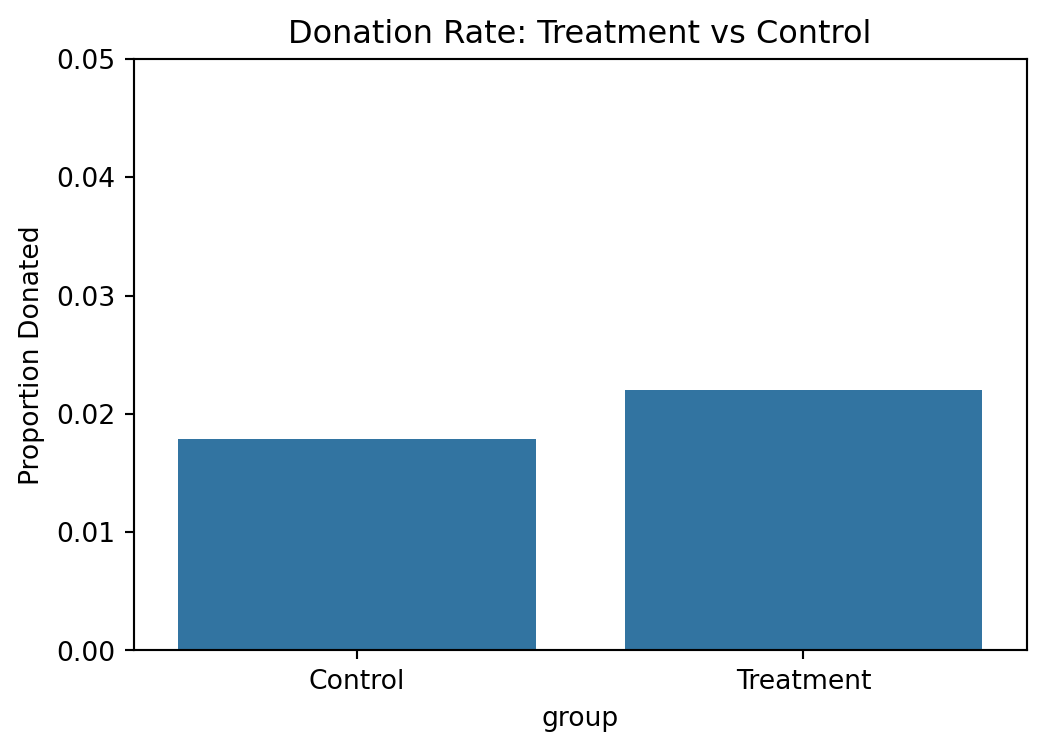 Donation Rate: Treatment vs Control
0.05
0.04
0.03
0.02
0.01
0.00
Proportion Donated
Control
Treatment
group